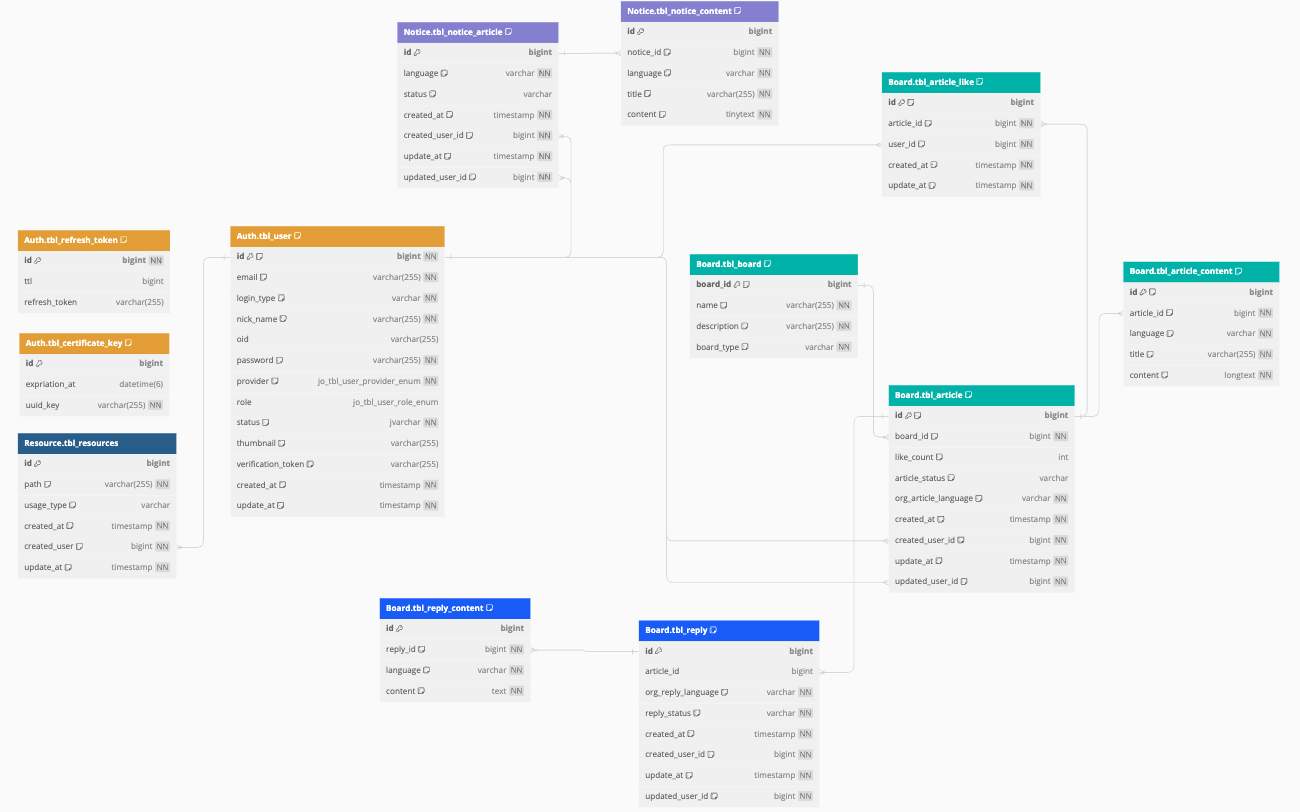 Notice.tbl_notice_article
id bigint
language varchar NN
status varchar
created_at timestamp NN
created_user_id bigint NN
update_at timestamp NN
updated_user_id bigint NN
Notice.tbl_notice_content
id bigint
notice_id bigint NN
language varchar NN
title varchar(255) NN
content tinytext NN
Board.tbl_article_like
id bigint
article_id bigint NN
user_id bigint NN
created_at timestamp NN
update_at timestamp NN
Auth.tbl_refresh_token
id bigint NN
ttl bigint
refresh_token varchar(255)
Auth.tbl_certificate_key
id bigint
expriation_at datetime(6)
uuid_key varchar(255) NN
Resource.tbl_resources
id bigint
path varchar(255) NN
usage_type varchar
created_at timestamp NN
created_user bigint NN
update_at timestamp NN
Auth.tbl_user
id bigint NN
email varchar(255) NN
login_type varchar NN
nick_name varchar(255) NN
oid varchar(255)
password varchar(255) NN
provider jo_tbl_user_provider_enum NN
role jo_tbl_user_role_enum
status jvarchar NN
thumbnail varchar(255)
verification_token varchar(255)
created_at timestamp NN
update_at timestamp NN
Board.tbl_board
board_id bigint
name varchar(255) NN
description varchar(255) NN
board_type varchar NN
Board.tbl_article_content
id bigint
article_id bigint NN
language varchar NN
title varchar(255) NN
content longtext NN
Board.tbl_article
id bigint
board_id bigint NN
like_count int
article_status varchar
org_article_language varchar NN
created_at timestamp NN
created_user_id bigint NN
update_at timestamp NN
updated_user_id bigint NN
Board.tbl_reply_content
id bigint
reply_id bigint NN
language varchar NN
content text NN
Board.tbl_reply
id bigint
article_id bigint
org_reply_language varchar NN
reply_status varchar NN
created_at timestamp NN
created_user_id bigint NN
update_at timestamp NN
updated_user_id bigint NN